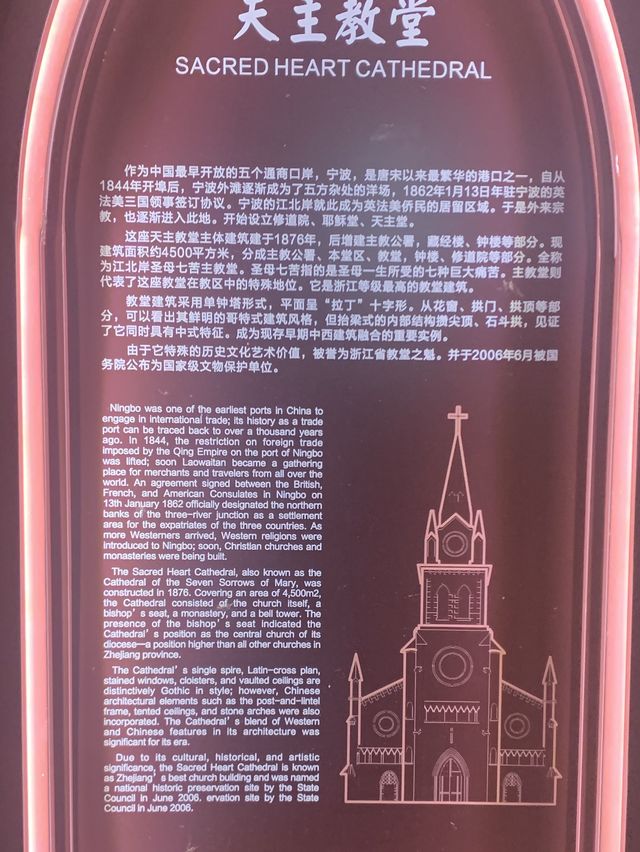 天主教堂
SACRED HEART CATHEDRAL
作为中国最早开放的五个通商口岸，宁波，是唐宋以来最繁华的港口之一，自从
1844年开埠后，宁波外滩逐渐成为了五方杂处的洋场，1862年1月13日年驻宁波的英
法美三国领事签订协议。宁波的江北岸就此成为英法美侨民的居留区域。于是外来宗
教，也逐渐进入此地。开始设立修道院、耶稣堂、天主堂。
这座天主教堂主体建筑建于1876年，后增建主教公署，藏经楼、钟楼等部分。现
建筑面积约4500平方米，分成主教公署、本堂区、教堂，钟楼、修道院等部分。全称
为江北岸圣母七苦主教堂。圣母七苦指的是圣母一生所受的七种巨大痛苦。主教堂则
代表了这座教堂在教区中的特殊地位。它是浙江等级最高的教堂建筑。
教堂建筑采用单钟塔形式，平面呈“拉丁”十字形。从花窗、拱门、拱顶等部
分，可以看出其鲜明的哥特式建筑风格，但抬梁式的内部结构攒尖顶、石斗拱，见证
了它同时具有中式特征。成为现存早期中西建筑融合的重要实例。
由于它特殊的历史文化艺术价值，被誉为浙江省教堂之魁。并于2006年6月被国
务院公布为国家级文物保护单位。
Ningbo was one of the earliest ports in China to
engage in international trade; its history as a trade
port can be traced back to over a thousand years
ago. In 1844, the restriction on foreign trade
imposed by the Qing Empire on the port of Ningbo
was lifted; soon Laowaitan became a gathering
place for merchants and travelers from all over the
world. An agreement signed between the British,
French, and American Consulates in Ningbo on
13th January 1862 officially designated the northern
banks of the three-river junction as a settlement
area for the expatriates of the three countries. As
more Westerners arrived, Western religions were
introduced to Ningbo; soon, Christian churches and
monasteries were being built.
The Sacred Heart Cathedral, also known as the
Cathedral of the Seven Sorrows of Mary, was
constructed in 1876. Covering an area of 4,500m2,
the Cathedral consisted of the church itself, a
bishop’s seat, a monastery, and a bell tower. The
presence of the bishop’s seat indicated the
Cathedral’s position as the central church of its
diocese—a position higher than all other churches in
Zhejiang province.
The Cathedral’s single spire, Latin-cross plan,
stained windows, cloisters, and vaulted ceilings are
distinctively Gothic in style; however, Chinese
architectural elements such as the post-and-lintel
frame, tented ceilings, and stone arches were also
incorporated. The Cathedral’s blend of Western
and Chinese features in its architecture was
significant for its era.
Due to its cultural, historical, and artistic
significance, the Sacred Heart Cathedral is known
as Zhejiang’s best church building and was named
a national historic preservation site by the State
Council in June 2006. ervation site by the State
Council in June 2006.